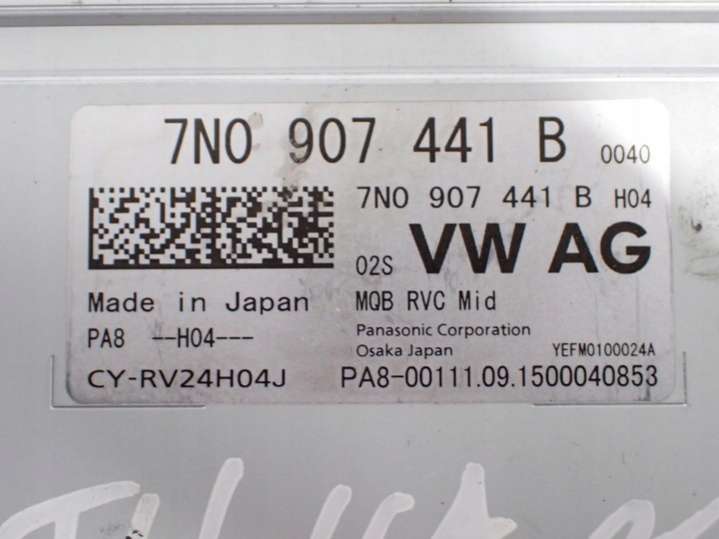 7N0 907 441 B 0040
7N0 907 441 B H04
02S VW AG
Made in Japan MQB RVC Mid
PA8 --H04--- Panasonic Corporation
Osaka Japan YEFM0100024A
CY-RV24H04J PA8-00111.09.1500040853